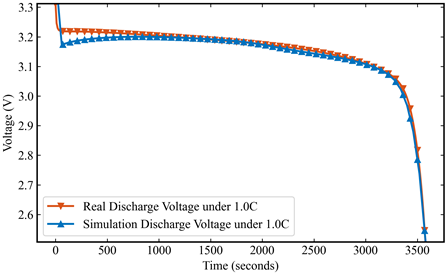 3.3
3.2
3.1
3.0
2.9
2.8
2.7
2.6
Voltage (V)
Real Discharge Voltage under 1.0C
Simulation Discharge Voltage under 1.0C
0 500 1000 1500 2000 2500 3000 3500
Time (seconds)